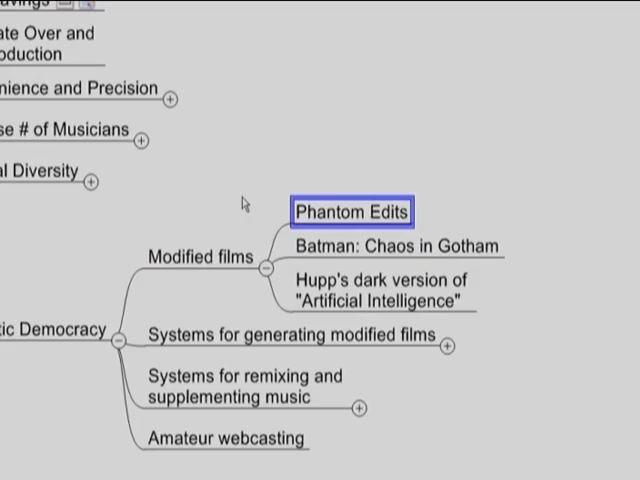 ate Over and
oduction
nience and Precision
se # of Musicians
al Diversity
Phantom Edits
Modified films
Batman: Chaos in Gotham
Hupp's dark version of
"Artificial Intelligence"
tic Democracy
Systems for generating modified films
Systems for remixing and
supplementing music
Amateur webcasting